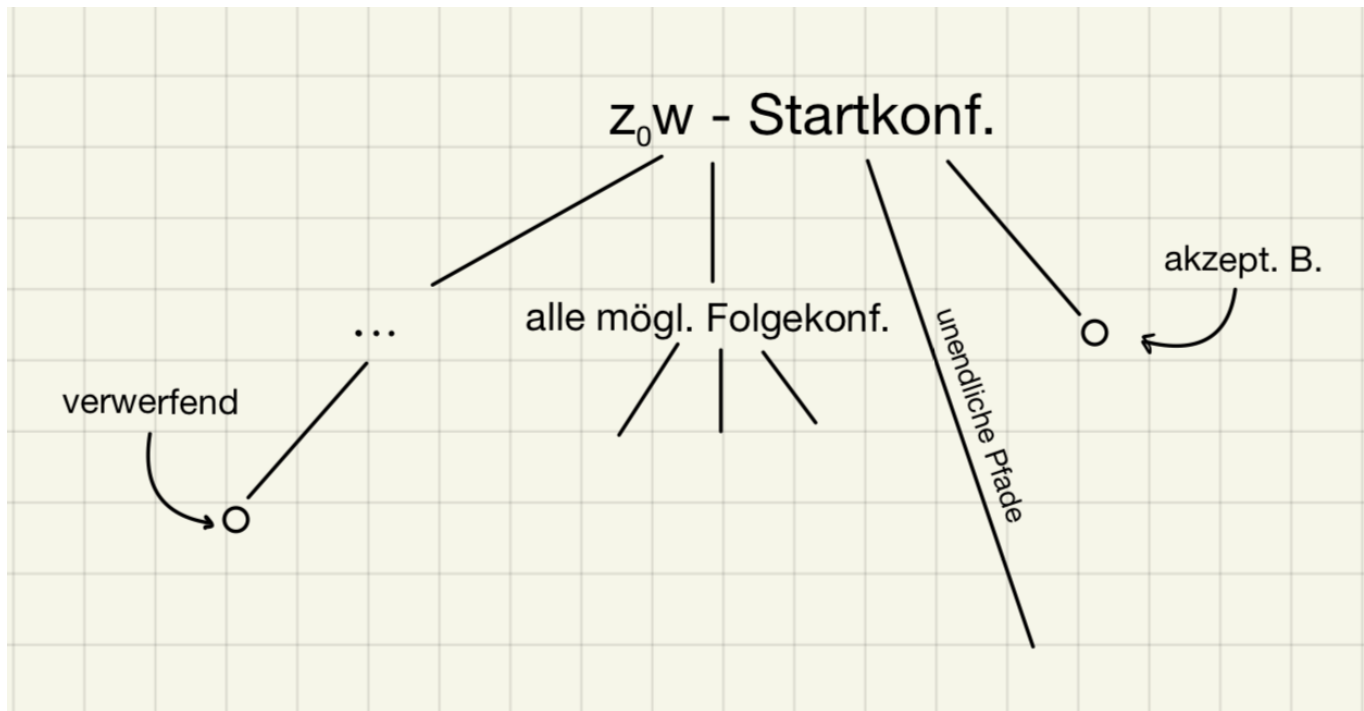 z₀w - Startkonf.
akzept. B.
...
alle mögl. Folgekonf.
unendliche Pfade
verwerfend